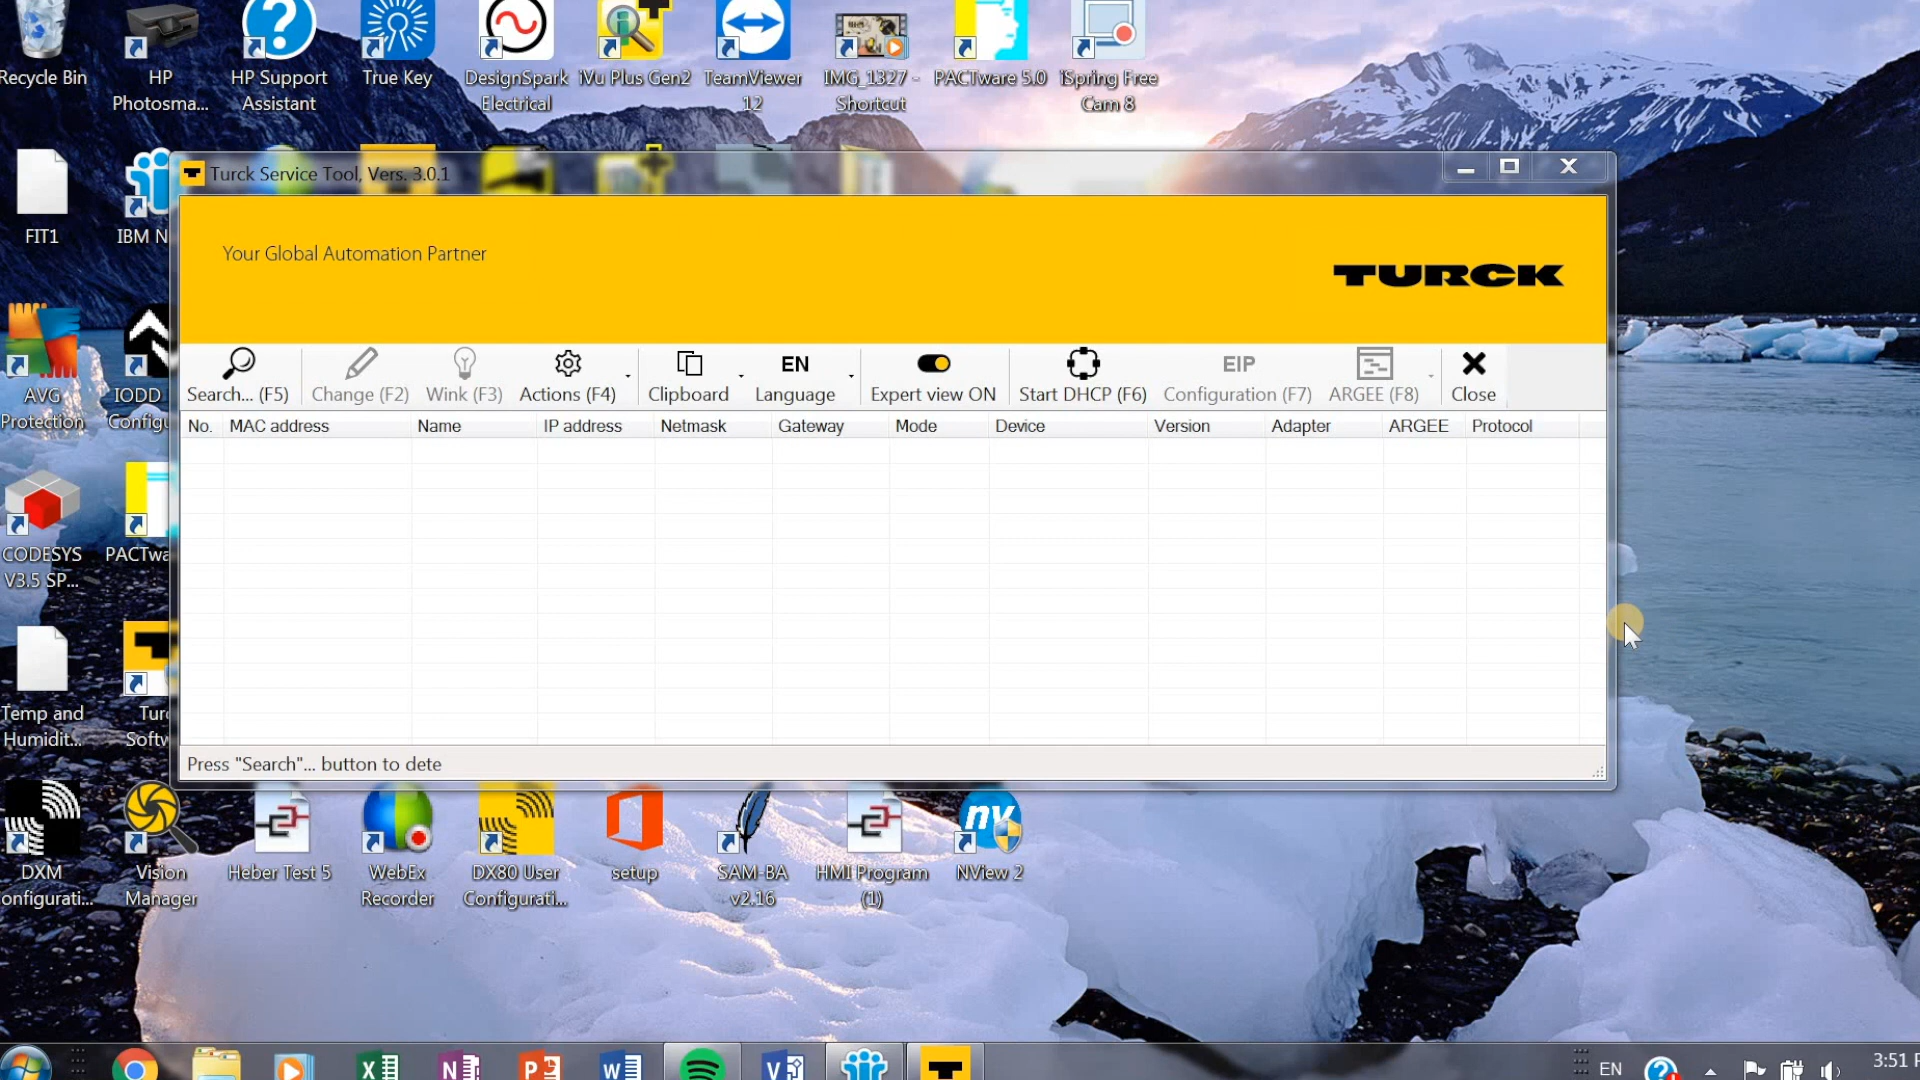 Recycle Bin
HP
Photosma...
HP Support
Assistant
True Key
DesignSpark
Electrical
iVu Plus Gen2
TeamViewer
12
IMG_1327 -
Shortcut
PACTware 5.0
iSpring Free
Cam 8
FIT1
IBM N
AVG
Protection
IODD
Configu
CODESYS
V3.5 SP...
PACTwa
Temp and
Humidit...
Turc
Softw
Turck Service Tool, Vers. 3.0.1
Your Global Automation Partner
TURCK
Search... (F5)
Change (F2)
Wink (F3)
Actions (F4)
Clipboard
EN
Language
Expert view ON
Start DHCP (F6)
EIP
Configuration (F7)
ARGEE (F8)
Close
No. MAC address Name IP address Netmask Gateway Mode Device Version Adapter ARGEE Protocol
Press "Search"... button to dete
DXM
onfigurati...
Vision
Manager
Heber Test 5
WebEx
Recorder
DX80 User
Configurati...
setup
SAM-BA
v2.16
HMI Program
(1)
nv
NView 2
EN
3:51 P